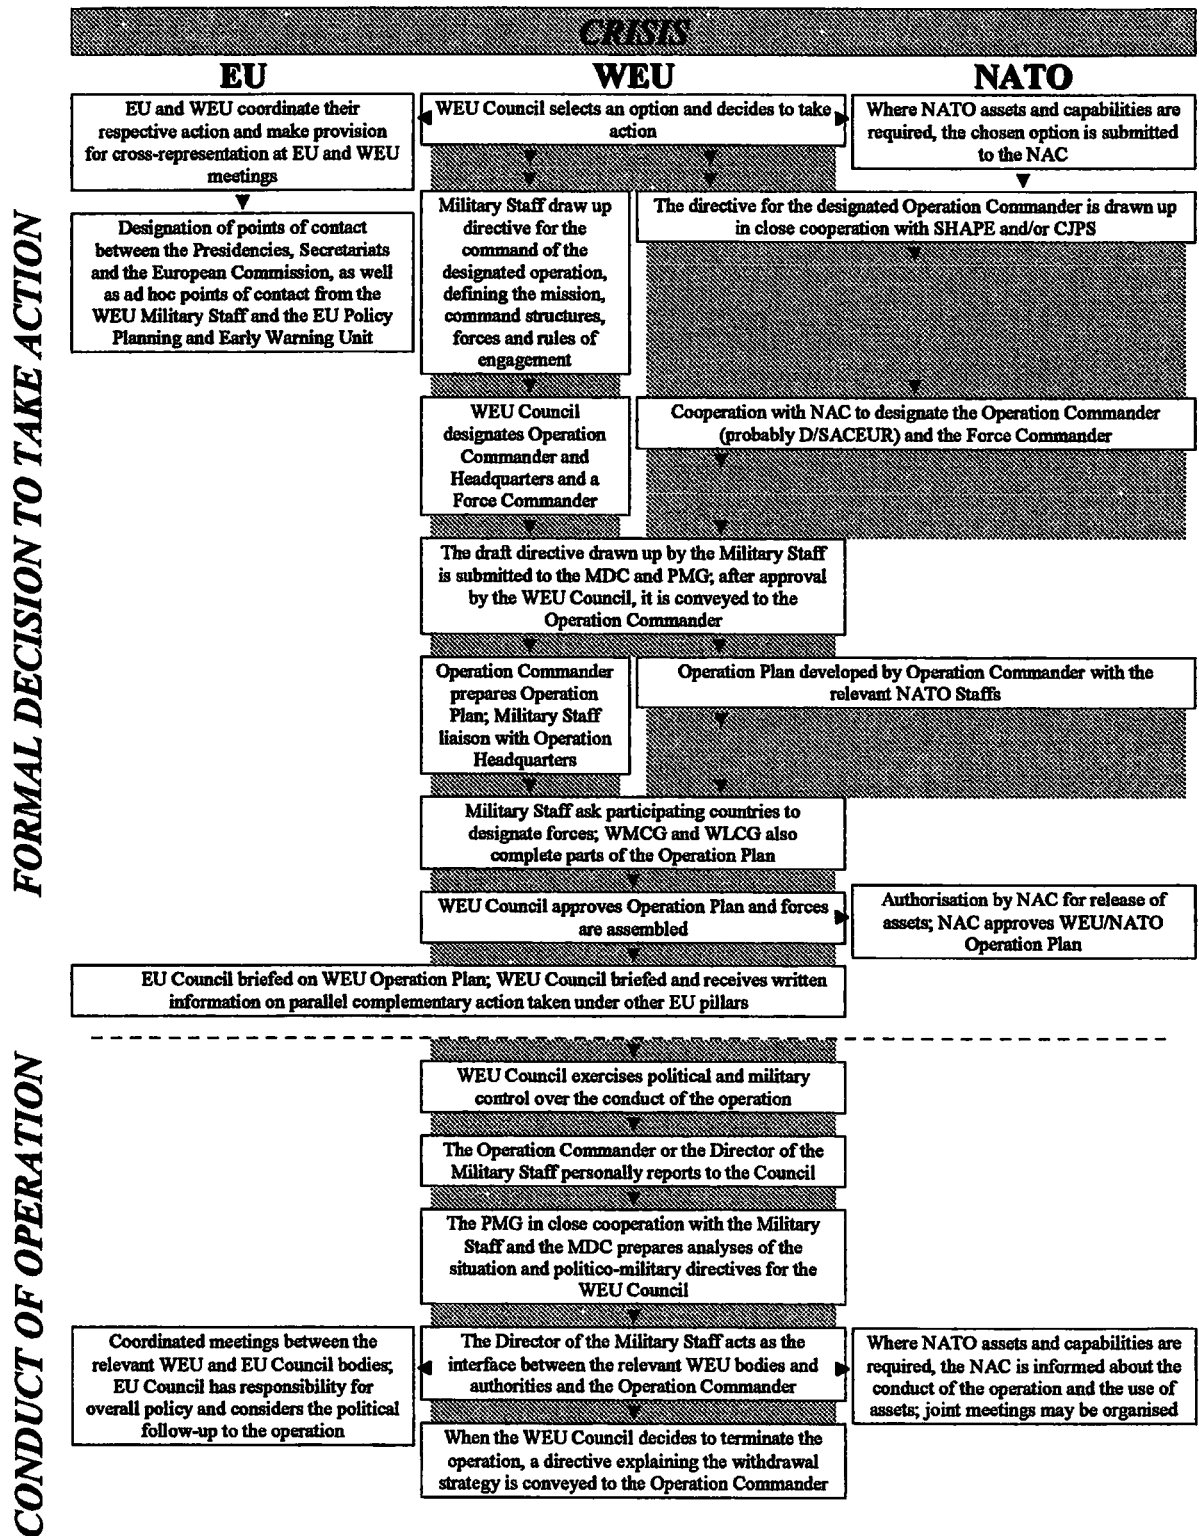 CRISIS
EU
WEU
NATO
FORMAL DECISION TO TAKE ACTION
EU and WEU coordinate their
respective action and make provision
for cross-representation at EU and WEU
meetings
WEU Council selects an option and decides to take
action
Where NATO assets and capabilities are
required, the chosen option is submitted
to the NAC
Designation of points of contact
between the Presidencies, Secretariats
and the European Commission, as well
as ad hoc points of contact from the
WEU Military Staff and the EU Policy
Planning and Early Warning Unit
Military Staff draw up
directive for the
command of the
designated operation,
defining the mission,
command structures,
forces and rules of
engagement
The directive for the designated Operation Commander is drawn up
in close cooperation with SHAPE and/or CJPS
WEU Council
designates Operation
Commander and
Headquarters and a
Force Commander
Cooperation with NAC to designate the Operation Commander
(probably D/SACEUR) and the Force Commander
The draft directive drawn up by the Military Staff
is submitted to the MDC and PMG; after approval
by the WEU Council, it is conveyed to the
Operation Commander
Operation Commander
prepares Operation
Plan; Military Staff
liaison with Operation
Headquarters
Operation Plan developed by Operation Commander with the
relevant NATO Staffs
Military Staff ask participating countries to
designate forces; WMCG and WLCG also
complete parts of the Operation Plan
WEU Council approves Operation Plan and forces
are assembled
Authorisation by NAC for release of
assets; NAC approves WEU/NATO
Operation Plan
EU Council briefed on WEU Operation Plan; WEU Council briefed and receives written
information on parallel complementary action taken under other EU pillars
CONDUCT OF OPERATION
WEU Council exercises political and military
control over the conduct of the operation
The Operation Commander or the Director of the
Military Staff personally reports to the Council
The PMG in close cooperation with the Military
Staff and the MDC prepares analyses of the
situation and politico-military directives for the
WEU Council
Coordinated meetings between the
relevant WEU and EU Council bodies;
EU Council has responsibility for
overall policy and considers the political
follow-up to the operation
The Director of the Military Staff acts as the
interface between the relevant WEU bodies and
authorities and the Operation Commander
Where NATO assets and capabilities are
required, the NAC is informed about the
conduct of the operation and the use of
assets; joint meetings may be organised
When the WEU Council decides to terminate the
operation, a directive explaining the withdrawal
strategy is conveyed to the Operation Commander